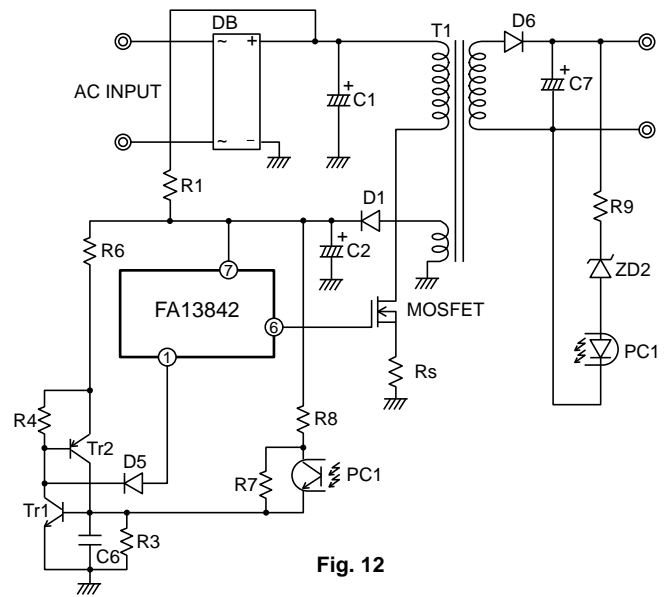 DB
T1
D6
~
+
+
C1
+
C7
AC INPUT
~
−
R1
D1
R9
R6
+
C2
7
ZD2
FA13842
6
MOSFET
1
PC1
Rs
R4
R8
Tr2
D5
R7
PC1
Tr1
C6
R3
Fig. 12